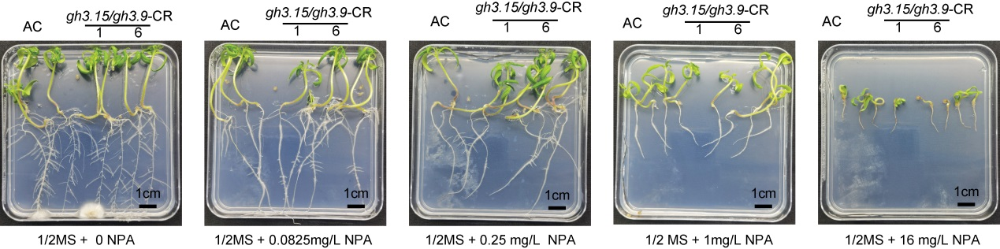 gh3.15/gh3.9-CR
AC
1 6
1cm
1/2MS + 0 NPA
gh3.15/gh3.9-CR
AC
1 6
1cm
1/2MS + 0.0825mg/L NPA
gh3.15/gh3.9-CR
AC
1 6
1cm
1/2MS + 0.25 mg/L NPA
gh3.15/gh3.9-CR
AC
1 6
1cm
1/2 MS + 1mg/L NPA
gh3.15/gh3.9-CR
AC
1 6
1cm
1/2MS + 16 mg/L NPA